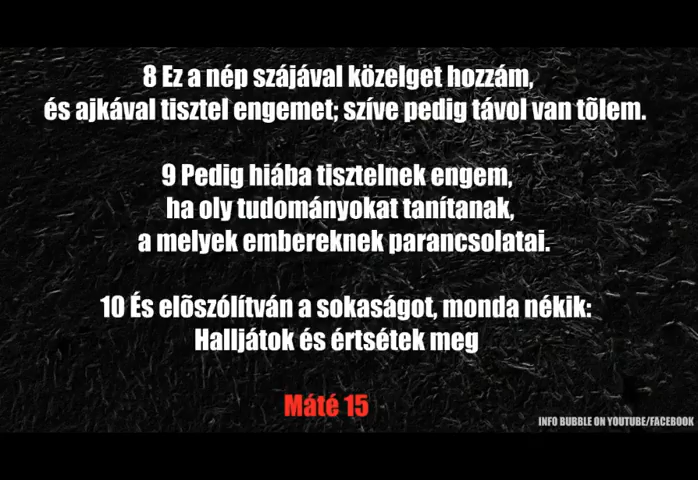 8 Ez a nép szájával közelget hozzám,
és ajkával tisztel engemet; szíve pedig távol van tõlem.
9 Pedig hiába tisztelnek engem,
ha oly tudományokat tanítanak,
a melyek embereknek parancsolatai.
10 És elõszólítván a sokaságot, monda nékik:
Halljátok és értsétek meg
Máté 15
INFO BUBBLE ON YOUTUBE/FACEBOOK